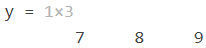 y = 1×3
7 8 9